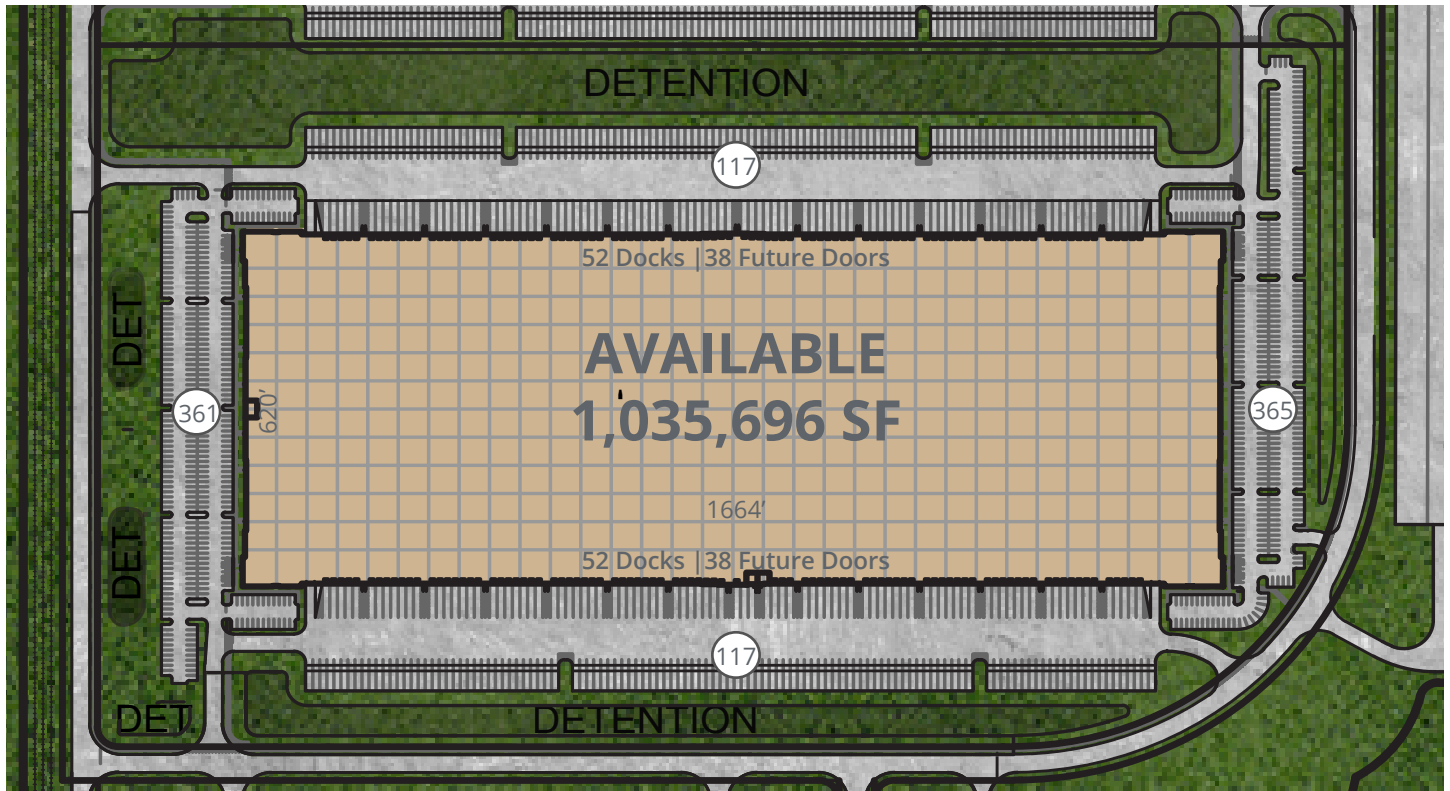 DETENTION
117
52 Docks |38 Future Doors
DET
AVAILABLE
361
620’
1,035,696 SF
365
1664’
DET
52 Docks |38 Future Doors
117
DET
DETENTION